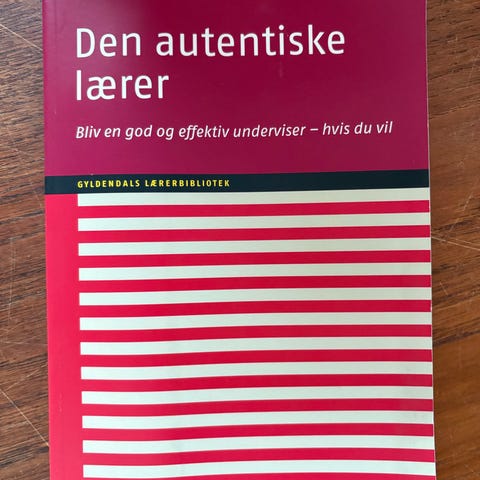 Den autentiske
lærer
Bliv en god og effektiv underviser – hvis du vil
GYLDENDALS LÆRERBIBLIOTEK